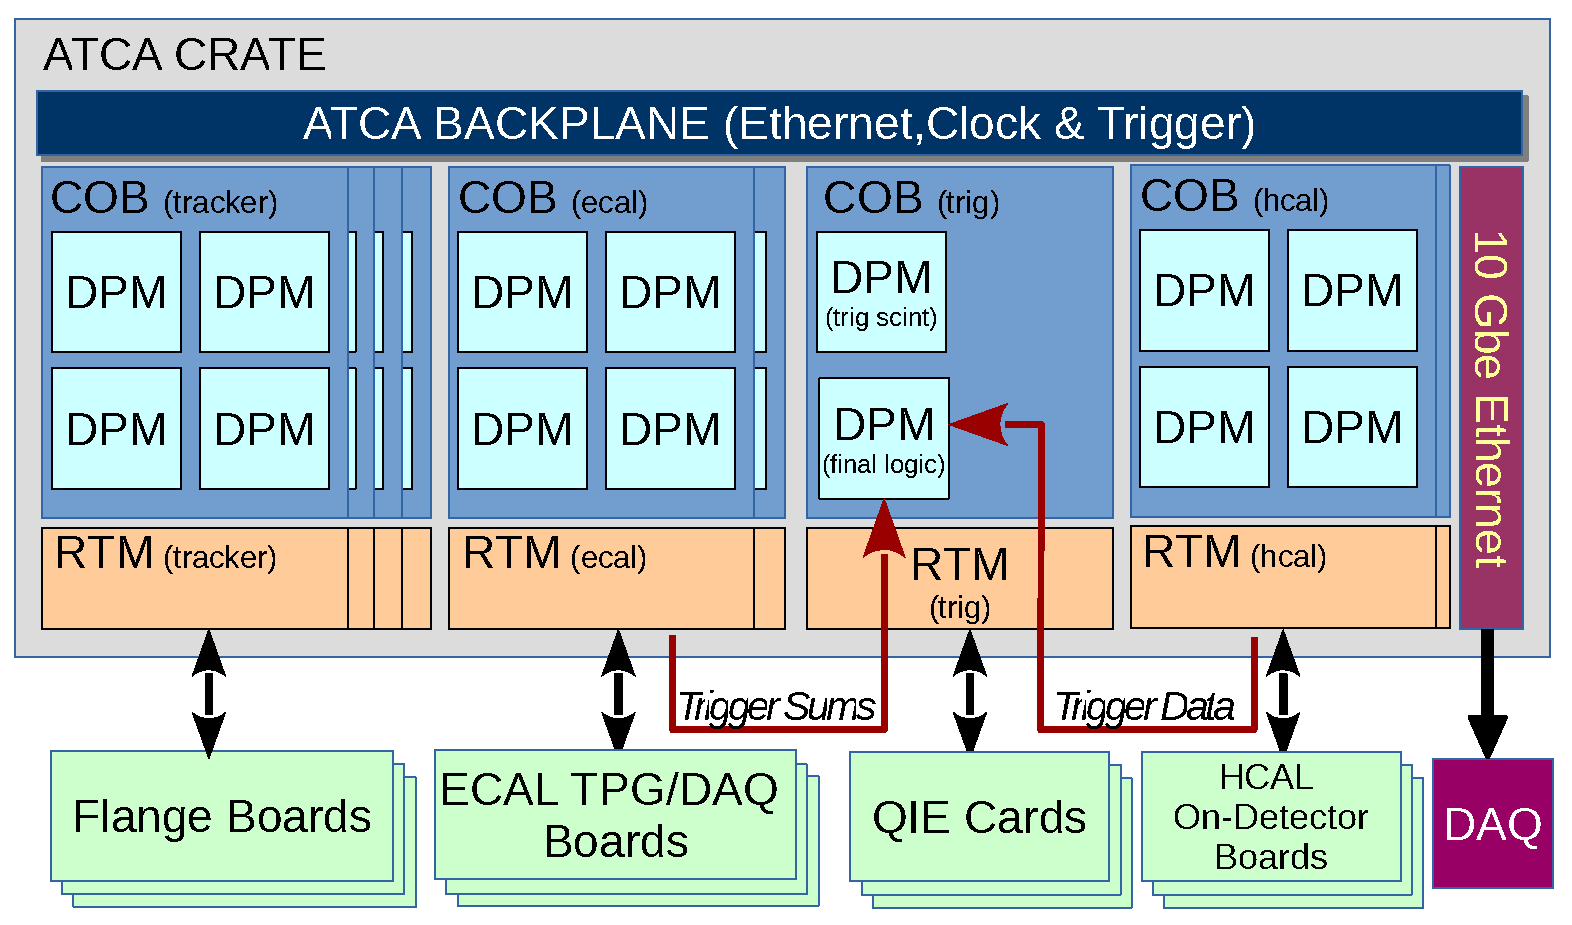 ATCA CRATE
ATCA BACKPLANE (Ethernet,Clock & Trigger)
COB (tracker)
DPM DPM
DPM DPM
RTM (tracker)
COB (ecal)
DPM DPM
DPM DPM
RTM (ecal)
COB (trig)
DPM
(trig scint)
DPM
(final logic)
RTM
(trig)
COB (hcal)
DPM DPM
DPM DPM
RTM (hcal)
10 Gbe Ethernet
Trigger Sums
Trigger Data
Flange Boards
ECAL TPG/DAQ
Boards
QIE Cards
HCAL
On-Detector
Boards
DAQ